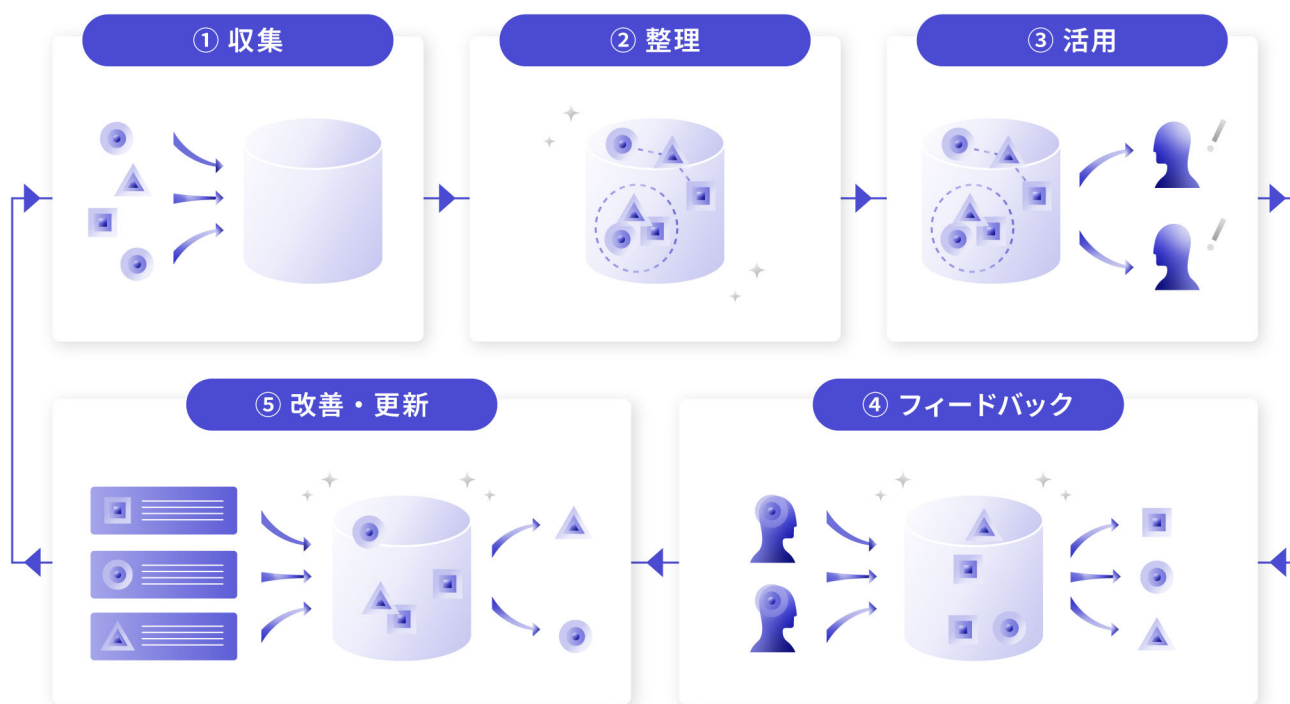 ① 収集
② 整理
③ 活用
④ フィードバック
⑤ 改善・更新